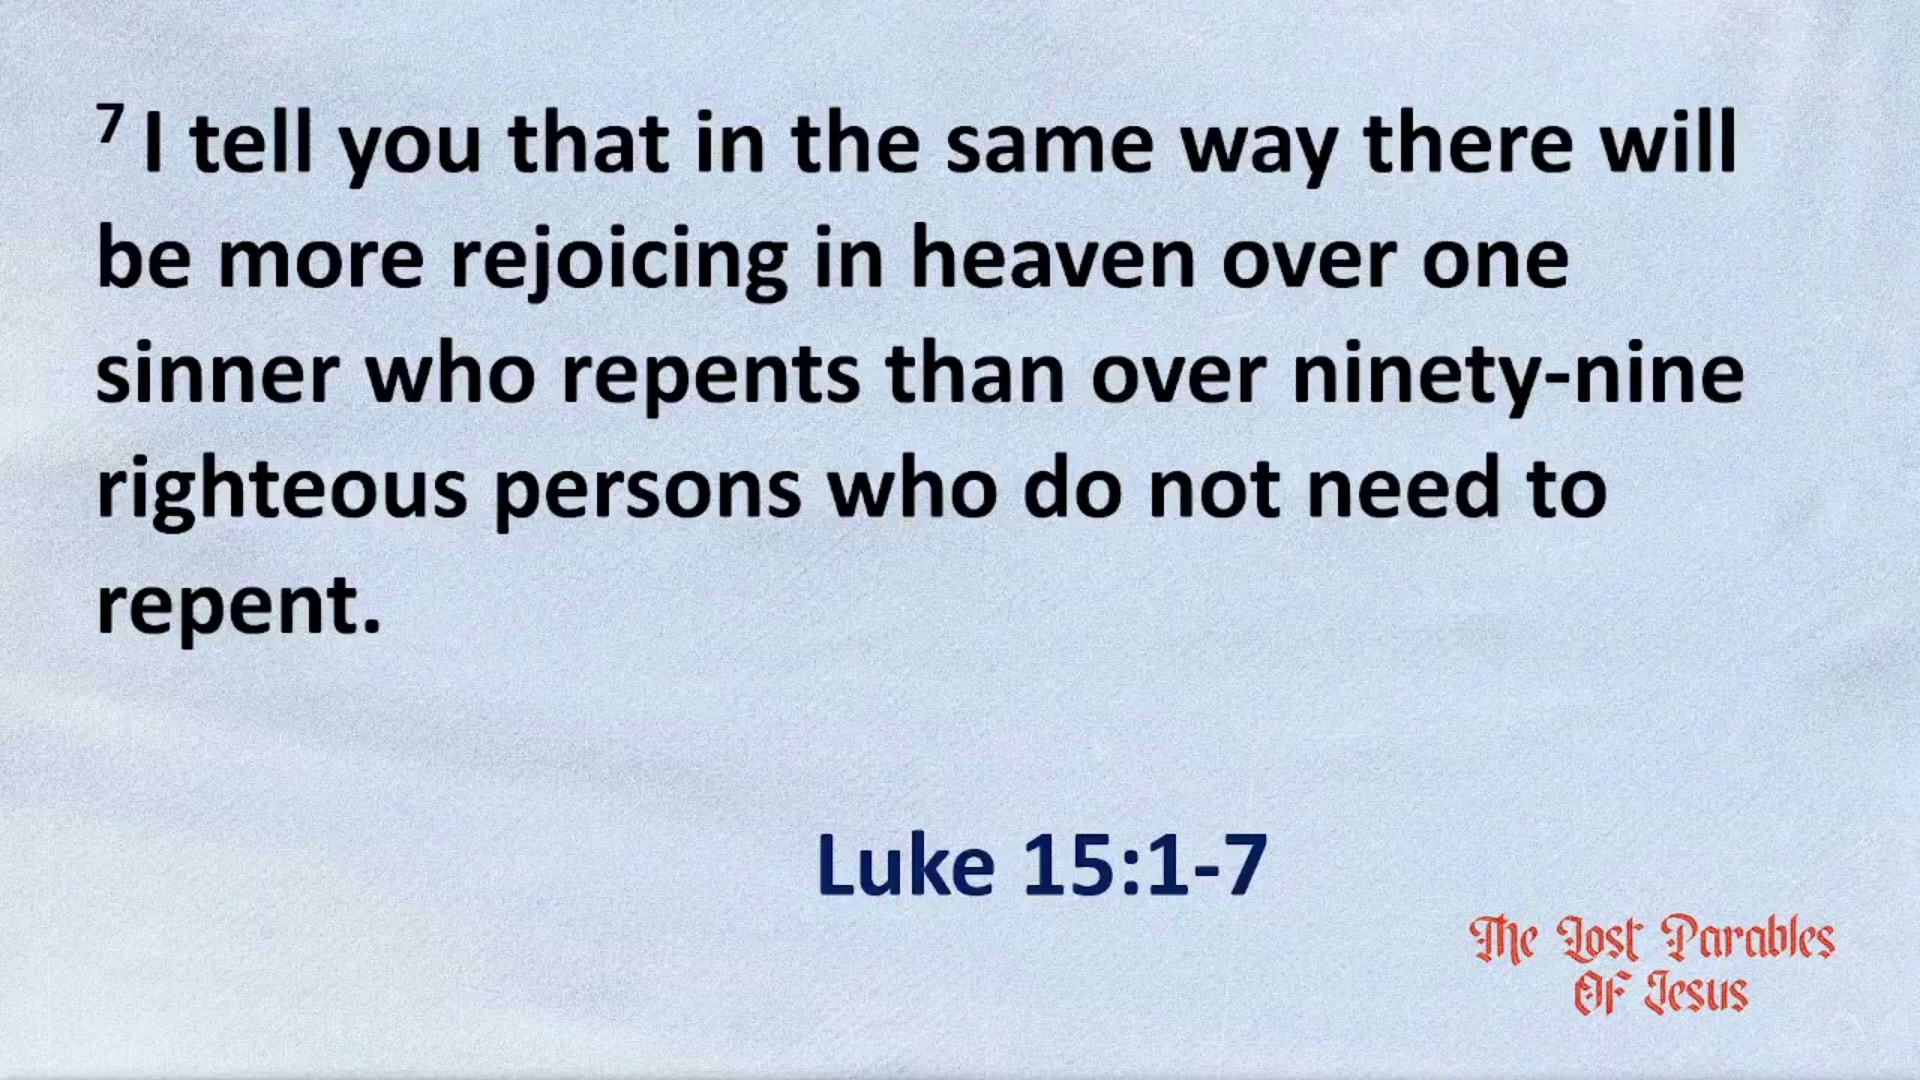 7 I tell you that in the same way there will
be more rejoicing in heaven over one
sinner who repents than over ninety-nine
righteous persons who do not need to
repent.
Luke 15:1-7
The Lost Parables
Of Jesus